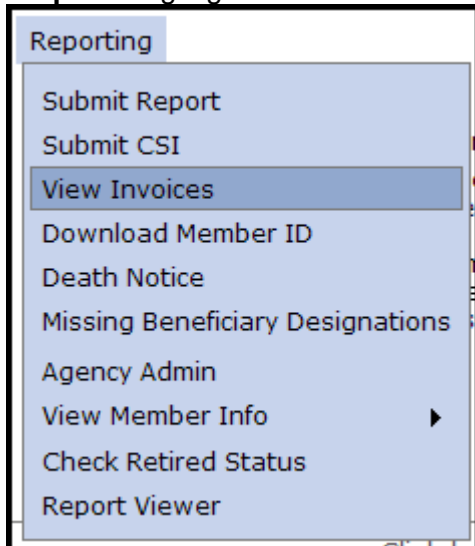 Reporting
Submit Report
Submit CSI
View Invoices
Download Member ID
Death Notice
Missing Beneficiary Designations
Agency Admin
View Member Info
Check Retired Status
Report Viewer